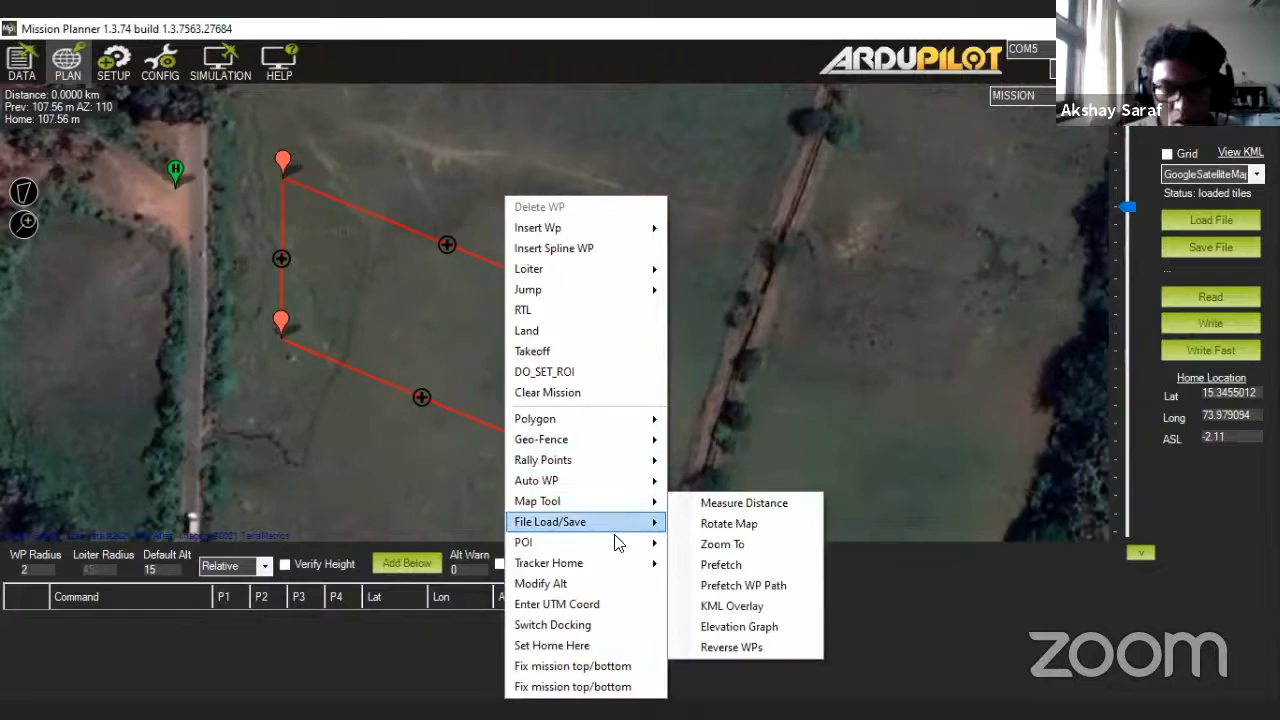 Mission Planner 1.3.74 build 1.3.7563.27684
DATA
PLAN
SETUP
CONFIG
SIMULATION
HELP
ARDUPILOT
COM5
Akshay Saraf
Distance: 0.0000 km
Prev: 107.56 m AZ: 110
Home: 107.56 m
MISSION
H
Grid
View KML
GoogleSatelliteMap
Status: loaded tiles
Load File
Save File
...
Read
Write
Write Fast
Home Location
Lat 15.3455012
Long 73.979094
ASL -2.11
Delete WP
Insert Wp
Insert Spline WP
Loiter
Jump
RTL
Land
Takeoff
DO_SET_ROI
Clear Mission
Polygon
Geo-Fence
Rally Points
Auto WP
Map Tool
File Load/Save
POI
Tracker Home
Modify Alt
Enter UTM Coord
Switch Docking
Set Home Here
Fix mission top/bottom
Fix mission top/bottom
Measure Distance
Rotate Map
Zoom To
Prefetch
Prefetch WP Path
KML Overlay
Elevation Graph
Reverse WPs
WP Radius
2
Loiter Radius
45
Default Alt
15
Relative
Verify Height
Add Below
Alt Warn
0
v
Command P1 P2 P3 P4 Lat Lon A
zoom